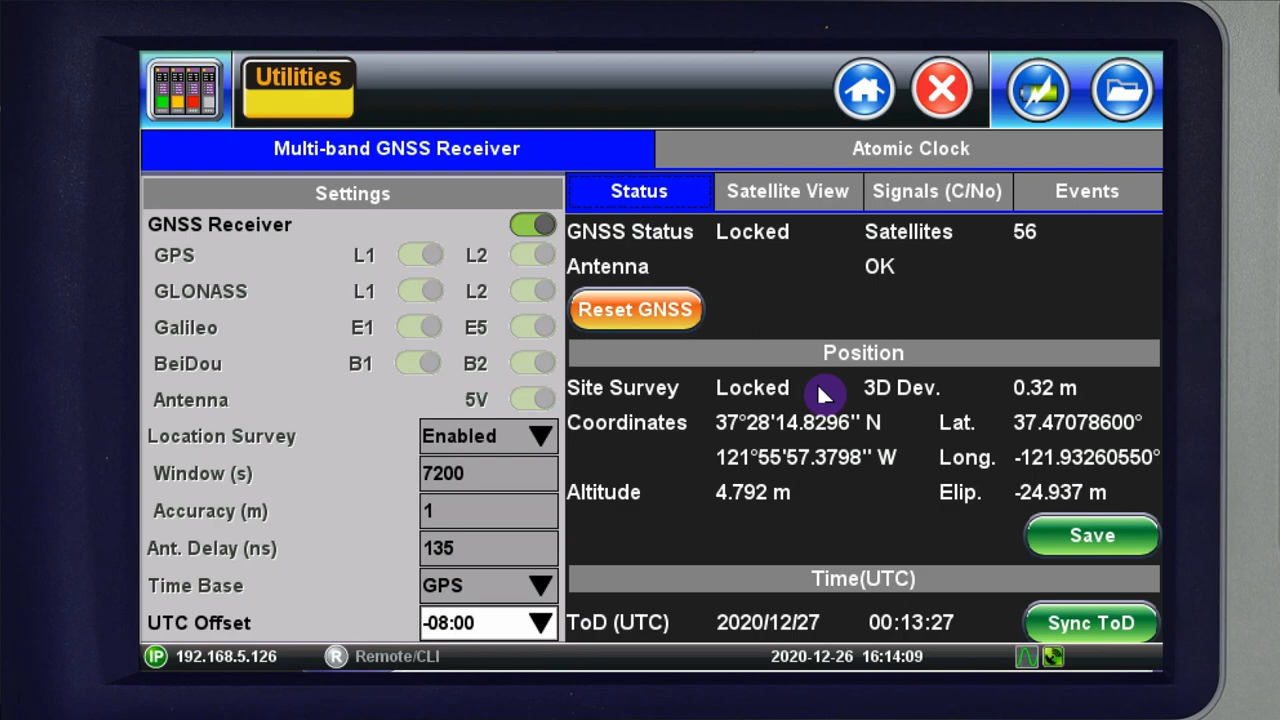 Utilities
Multi-band GNSS Receiver
Atomic Clock
Settings
GNSS Receiver
GPS L1 L2
GLONASS L1 L2
Galileo E1 E5
BeiDou B1 B2
Antenna 5V
Location Survey Enabled
Window (s) 7200
Accuracy (m) 1
Ant. Delay (ns) 135
Time Base GPS
UTC Offset -08:00
Status Satellite View Signals (C/No) Events
GNSS Status Locked Satellites 56
Antenna OK
Reset GNSS
Position
Site Survey Locked 3D Dev. 0.32 m
Coordinates 37°28'14.8296'' N Lat. 37.47078600°
121°55'57.3798'' W Long. -121.93260550°
Altitude 4.792 m Elip. -24.937 m
Save
Time(UTC)
ToD (UTC) 2020/12/27 00:13:27 Sync ToD
IP 192.168.5.126 R Remote/CLI 2020-12-26 16:14:09